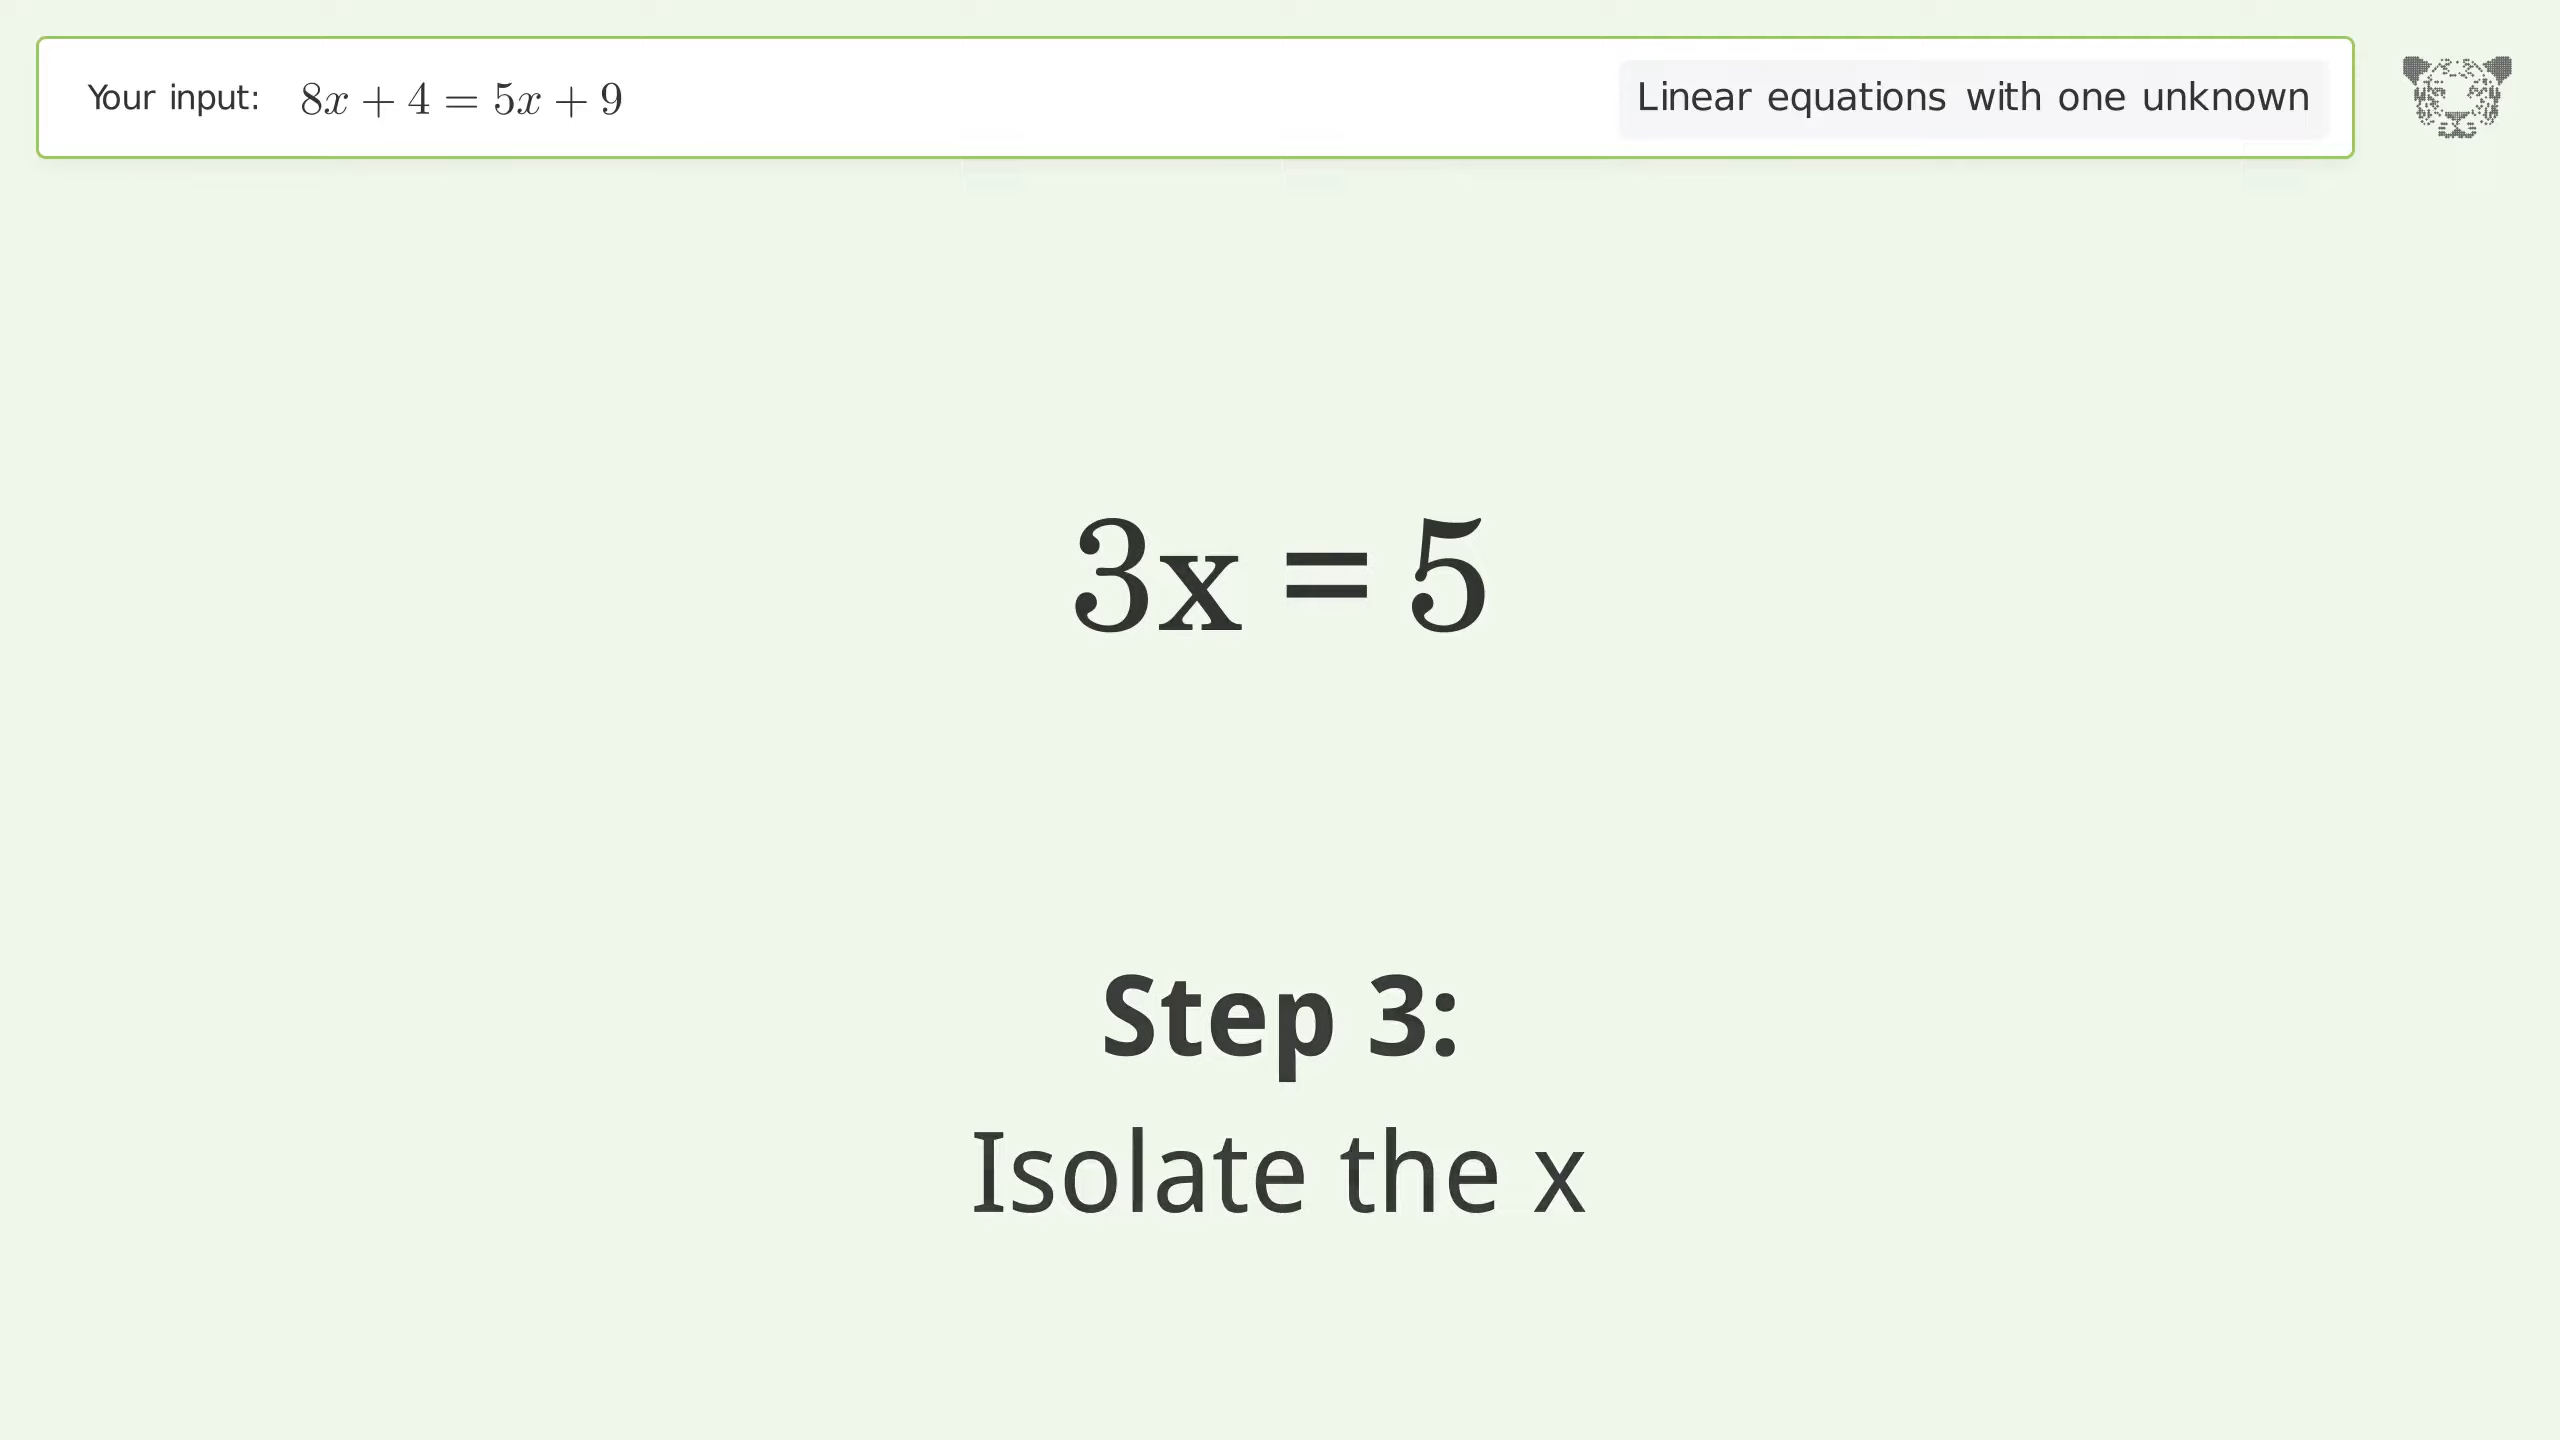 Your input: 8x + 4 = 5x + 9
Linear equations with one unknown
3x = 5
Step 3:
Isolate the x